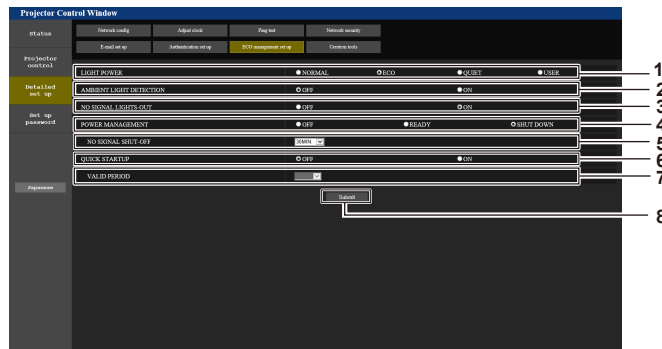 Projector Control Window
Status
Network config Adjust clock Ping test Network security
E-mail set up Authentication set up ECO management set up Crestron tools
Projector control
Detailed set up
Set up password
Japanese
LIGHT POWER NORMAL ECO QUIET USER 1
AMBIENT LIGHT DETECTION OFF ON 2
NO SIGNAL LIGHTS-OUT OFF ON 3
POWER MANAGEMENT OFF READY SHUT DOWN 4
NO SIGNAL SHUT-OFF 30MIN. 5
QUICK STARTUP OFF ON 6
VALID PERIOD 7
Submit 8